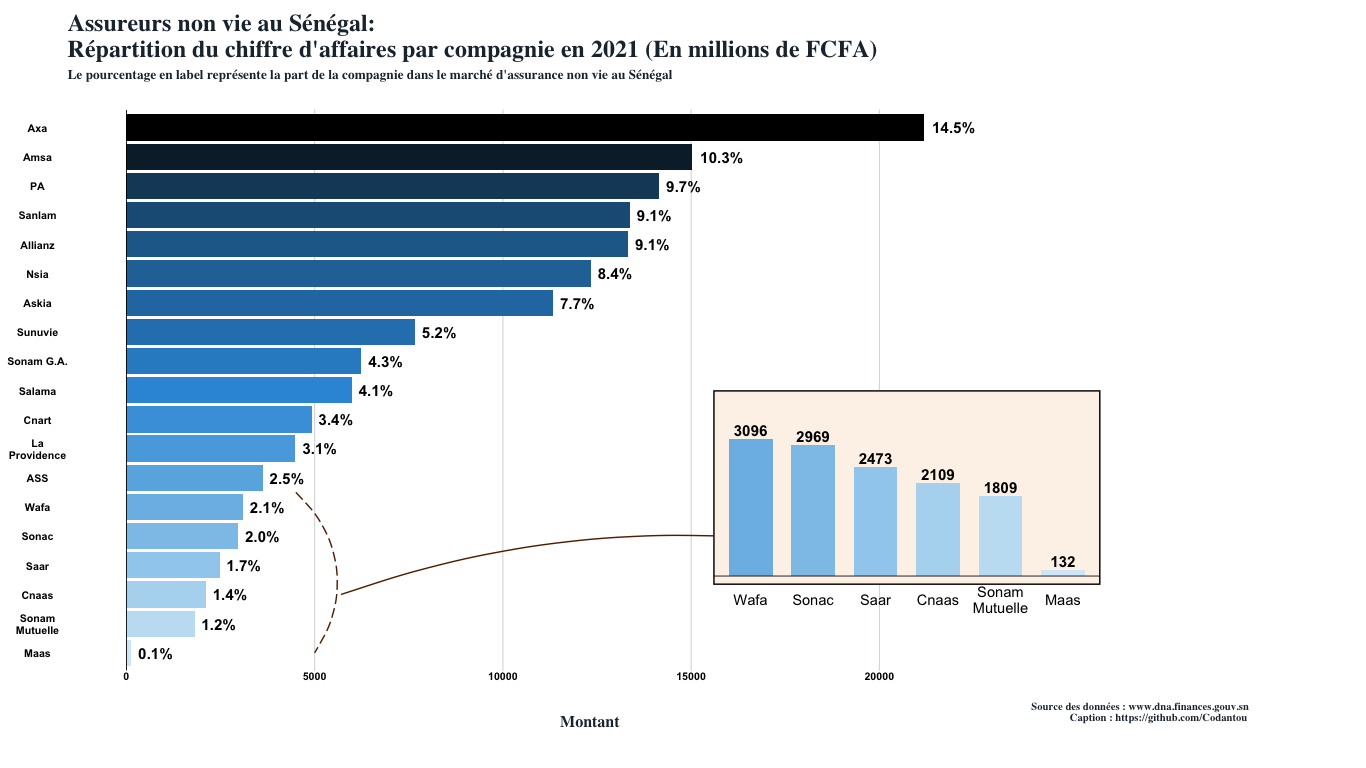 Assureurs non vie au Sénégal:
Répartition du chiffre d'affaires par compagnie en 2021 (En millions de FCFA)
Le pourcentage en label représente la part de la compagnie dans le marché d'assurance non vie au Sénégal
Axa 14.5%
Amsa 10.3%
PA 9.7%
Sanlam 9.1%
Allianz 9.1%
Nsia 8.4%
Askia 7.7%
Sunuvie 5.2%
Sonam G.A. 4.3%
Salama 4.1%
Cnart 3.4%
La
Providence 3.1%
ASS 2.5%
Wafa 2.1%
Sonac 2.0%
Saar 1.7%
Cnaas 1.4%
Sonam
Mutuelle 1.2%
Maas 0.1%
0 5000 10000 15000 20000
Montant
3096 2969 2473 2109 1809 132
Wafa Sonac Saar Cnaas Sonam Maas
Mutuelle
Source des données : www.dna.finances.gouv.sn
Caption : https://github.com/Codantou